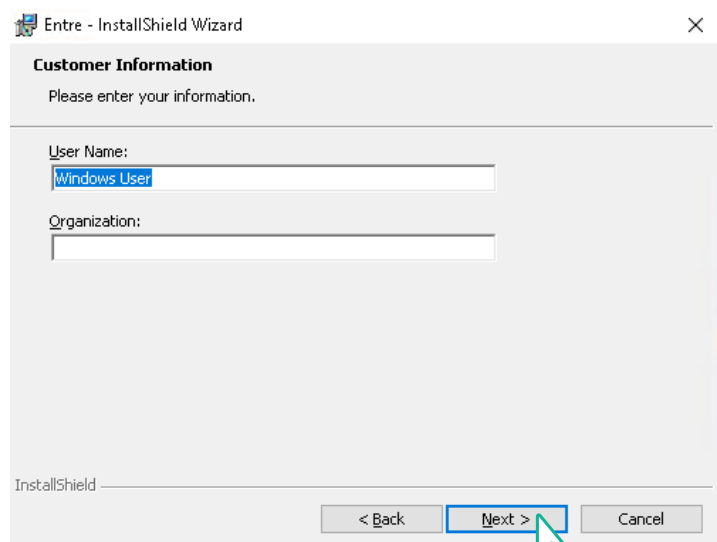 Entre - InstallShield Wizard
Customer Information
Please enter your information.
User Name:
Windows User
Organization:
InstallShield
< Back Next > Cancel